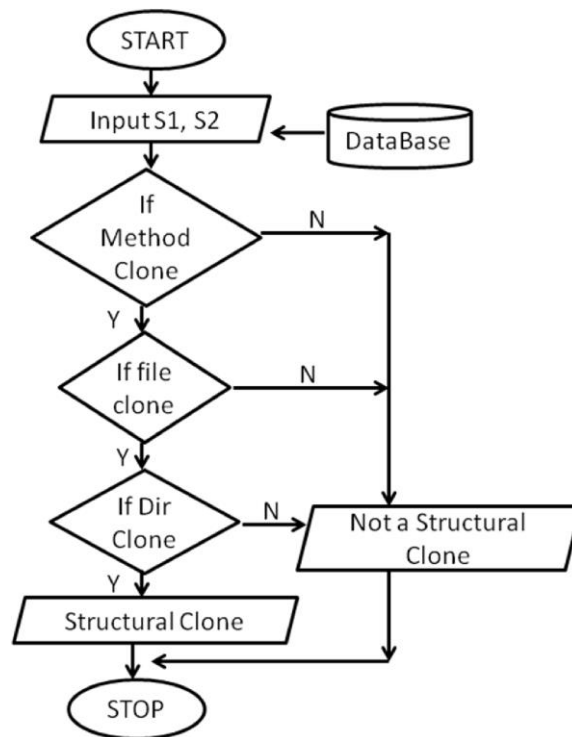 START
Input S1, S2
DataBase
If
Method
Clone
N
Y
If file
clone
N
Y
If Dir
Clone
N
Not a Structural
Clone
Y
Structural Clone
STOP